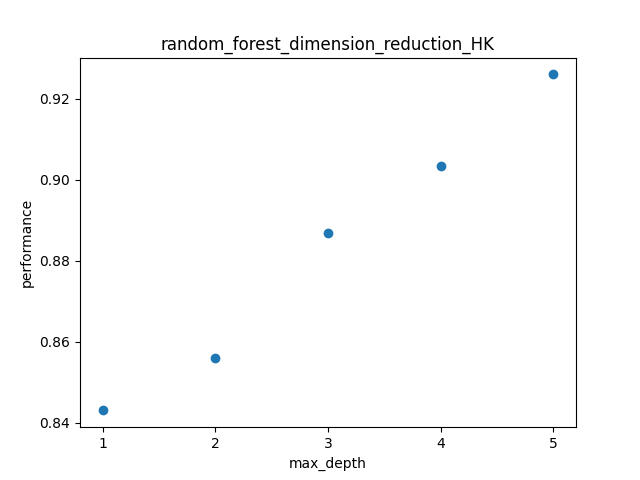 random_forest_dimension_reduction_HK
0.92
0.90
0.88
0.86
0.84
performance
1 2 3 4 5
max_depth